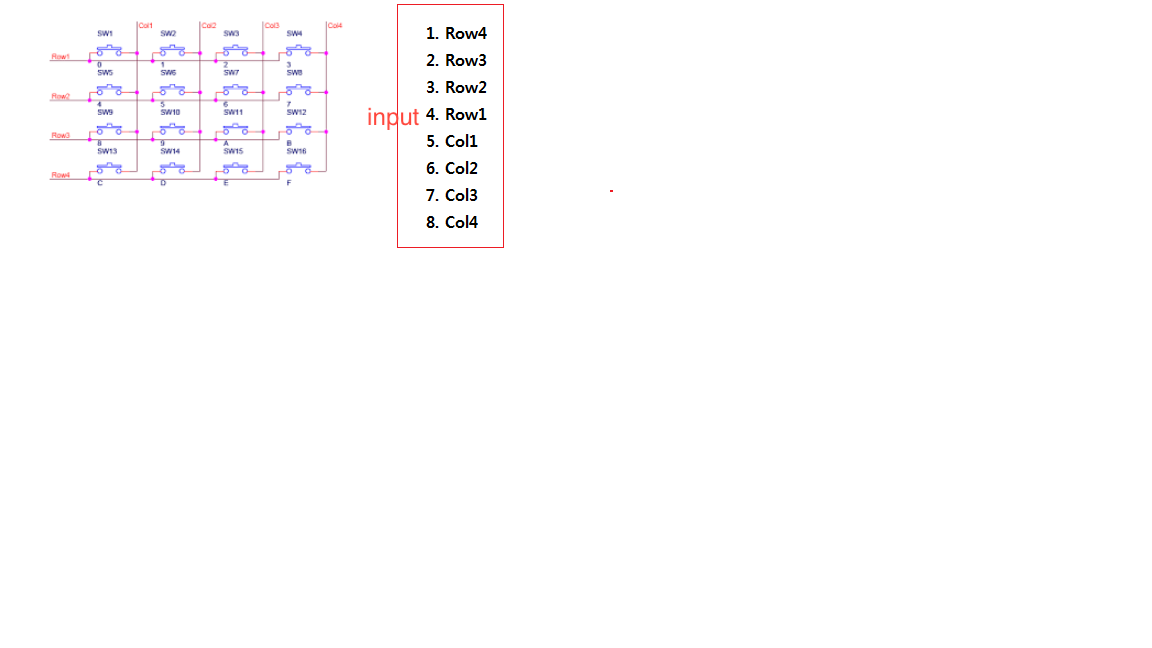 Col1 Col2 Col3 Col4
SW1 SW2 SW3 SW4
Row1
0 1 2 3
SW5 SW6 SW7 SW8
Row2
4 5 6 7
SW9 SW10 SW11 SW12
Row3
8 9 A B
SW13 SW14 SW15 SW16
Row4
C D E F
input
1. Row4
2. Row3
3. Row2
4. Row1
5. Col1
6. Col2
7. Col3
8. Col4